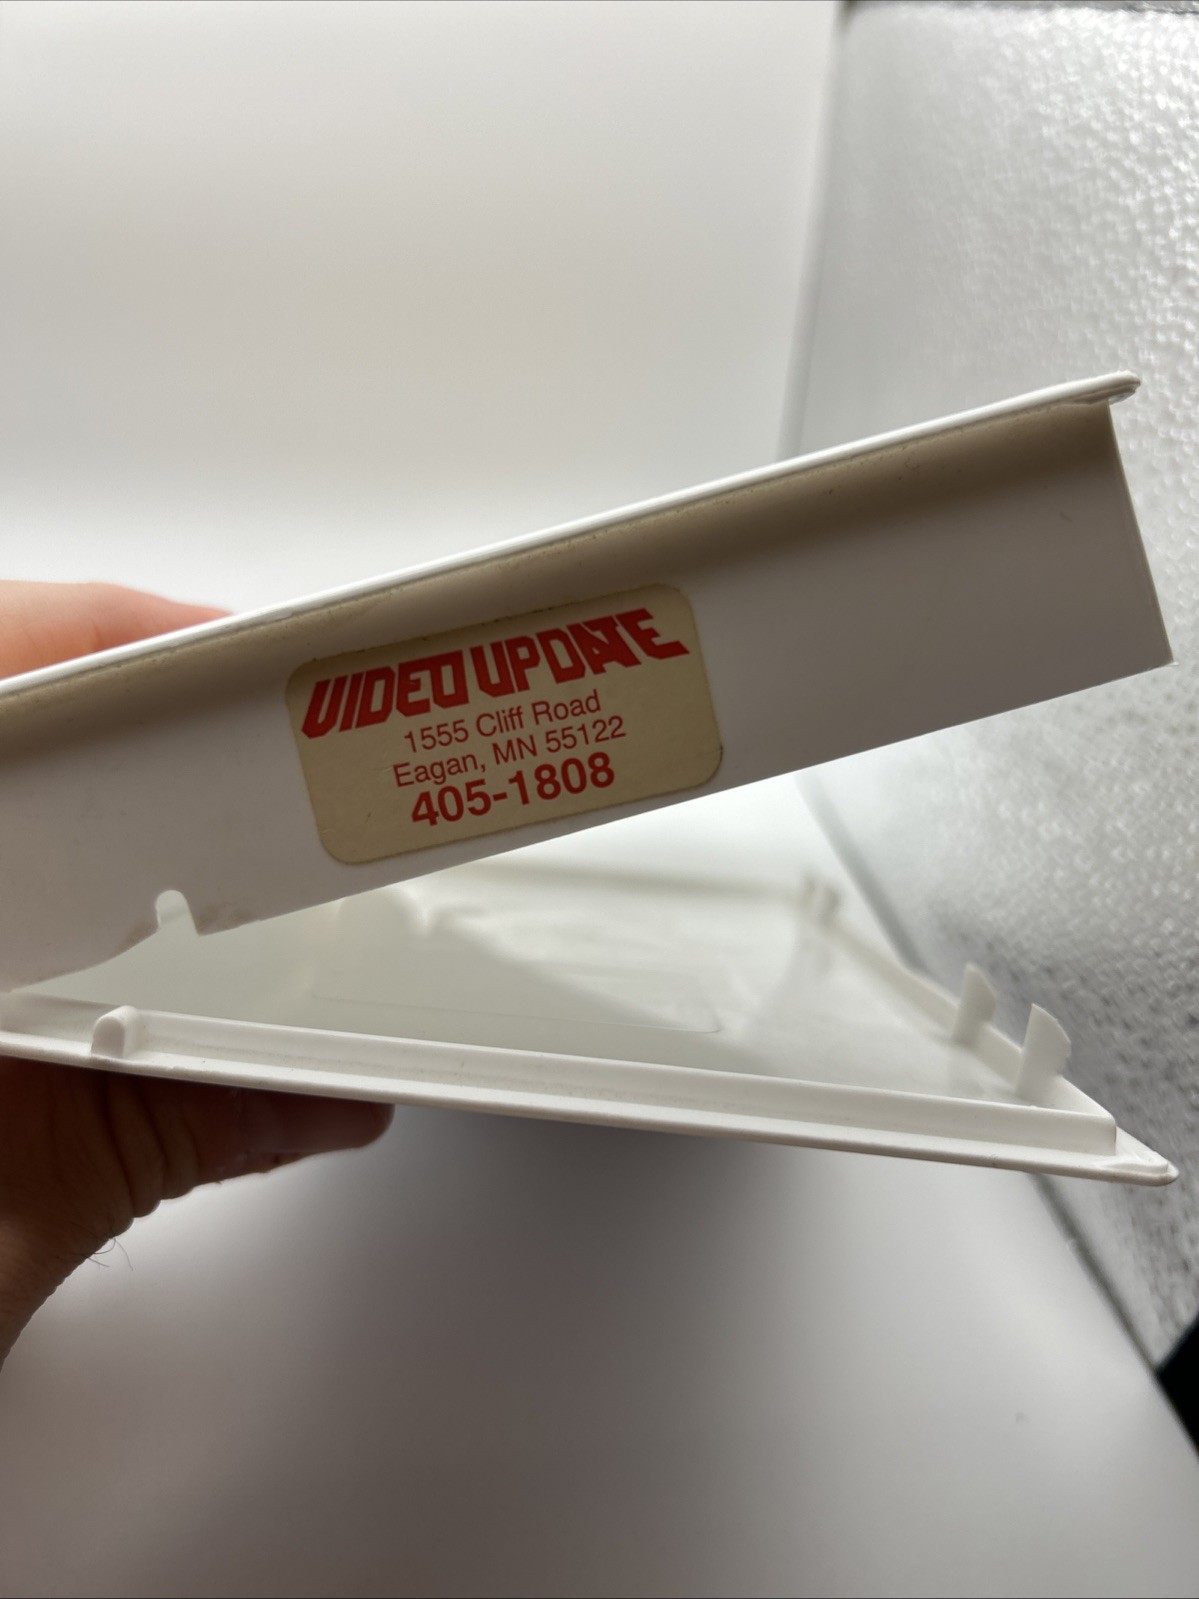 VIDEO UPDATE
1555 Cliff Road
Eagan, MN 55122
405-1808